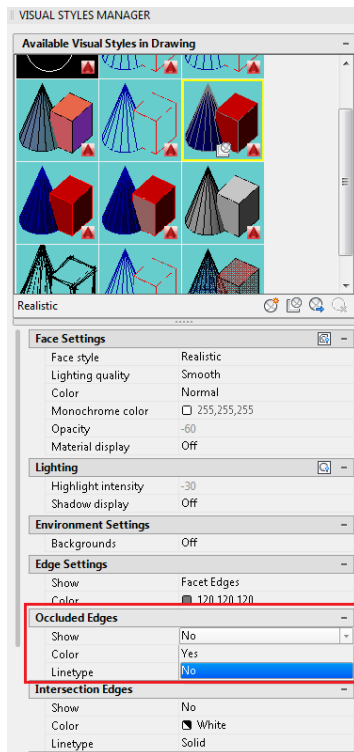 VISUAL STYLES MANAGER
Available Visual Styles in Drawing
Realistic
Face Settings
Face style Realistic
Lighting quality Smooth
Color Normal
Monochrome color 255,255,255
Opacity -60
Material display Off
Lighting
Highlight intensity -30
Shadow display Off
Environment Settings
Backgrounds Off
Edge Settings
Show Facet Edges
Color 120,120,120
Occluded Edges
Show No
Color Yes
Linetype No
Intersection Edges
Show No
Color White
Linetype Solid